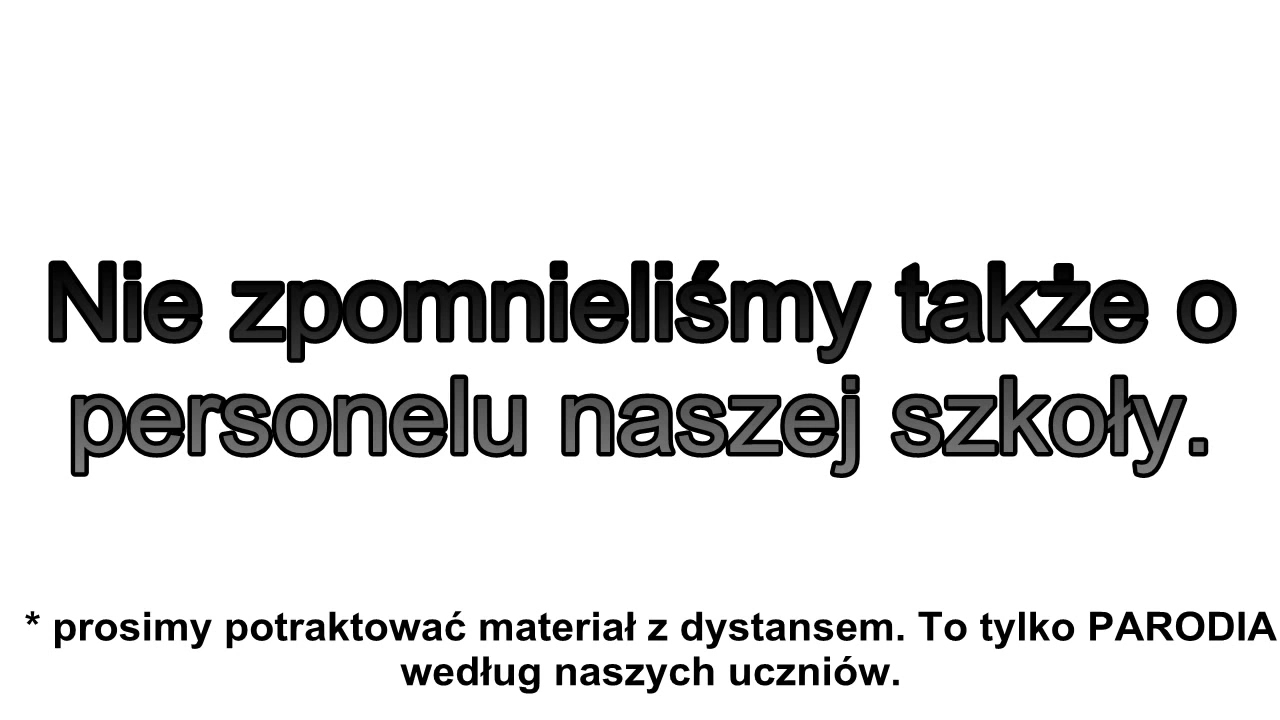 Nie zpomnieliśmy także o
personelu naszej szkoły.
* prosimy potraktować materiał z dystansem. To tylko PARODIA
według naszych uczniów.